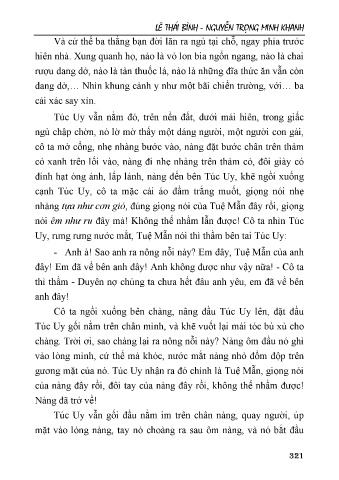 LÊ THÁI BÌNH - NGUYỄN TRỌNG MINH KHANH
Và cứ thế ba thằng bạn đời lăn ra ngủ tại chỗ, ngay phía trước
hiên nhà. Xung quanh họ, nào là vỏ lon bia ngổn ngang, nào là chai
rượu dang dở, nào là tàn thuốc lá, nào là những đĩa thức ăn vẫn còn
dang dở,… Nhìn khung cảnh y như một bãi chiến trường, với… ba
cái xác say xỉn.
Túc Uy vẫn nằm đó, trên nền đất, dưới mái hiên, trong giấc
ngủ chập chờn, nó lờ mờ thấy một dáng người, một người con gái,
cô ta mở cổng, nhẹ nhàng bước vào, nàng đặt bước chân trên thảm
cỏ xanh trên lối vào, nàng đi nhẹ nhàng trên thảm cỏ, đôi giày có
đính hạt óng ánh, lấp lánh, nàng đến bên Túc Uy, khẽ ngồi xuống
cạnh Túc Uy, cô ta mặc cái áo đầm trắng muốt, giọng nói nhẹ
nhàng tựa như cơn gió, đúng giọng nói của Tuệ Mẫn đây rồi, giọng
nói êm như ru đây mà! Không thể nhầm lẫn được! Cô ta nhìn Túc
Uy, rưng rưng nước mắt, Tuệ Mẫn nói thì thầm bên tai Túc Uy:
- Anh à! Sao anh ra nông nỗi này? Em đây, Tuệ Mẫn của anh
đây! Em đã về bên anh đây! Anh không được như vậy nữa! - Cô ta
thì thầm - Duyên nợ chúng ta chưa hết đâu anh yêu, em đã về bên
anh đây!
Cô ta ngồi xuống bên chàng, nâng đầu Túc Uy lên, đặt đầu
Túc Uy gối nằm trên chân mình, và khẽ vuốt lại mái tóc bù xù cho
chàng. Trời ơi, sao chàng lại ra nông nỗi này? Nàng ôm đầu nó ghì
vào lòng mình, cứ thế mà khóc, nước mắt nàng nhỏ đồm độp trên
gương mặt của nó. Túc Uy nhận ra đó chính là Tuệ Mẫn, giọng nói
của nàng đây rồi, đôi tay của nàng đây rồi, không thể nhầm được!
Nàng đã trở về!
Túc Uy vẫn gối đầu nằm im trên chân nàng, quay người, úp
mặt vào lòng nàng, tay nó choàng ra sau ôm nàng, và nó bắt đầu
321